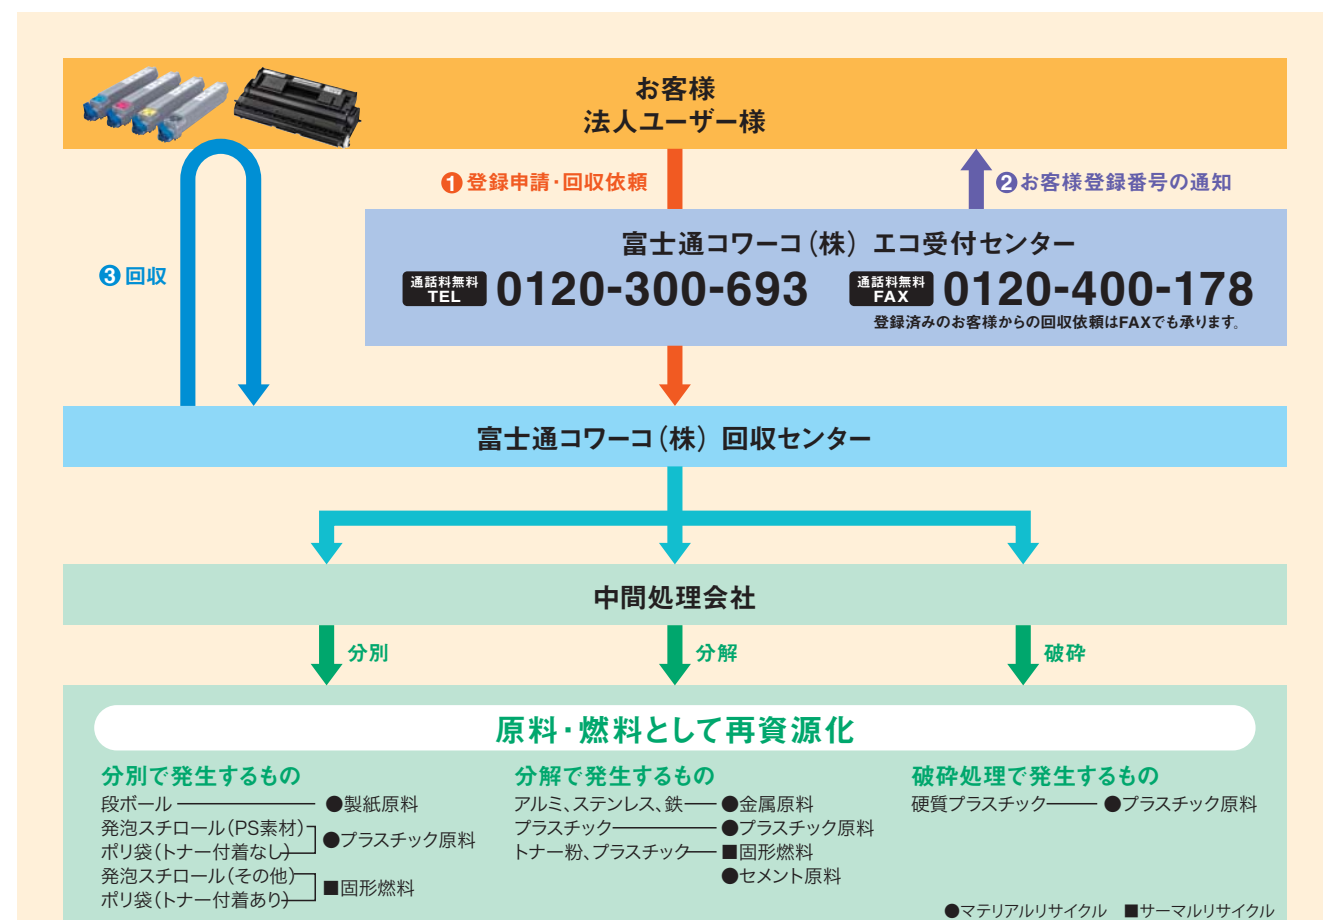 お客様
法人ユーザー様
❶登録申請・回収依頼
❷お客様登録番号の通知
❸回収
富士通コワーコ（株） エコ受付センター
通話料無料
TEL
0120-300-693
通話料無料
FAX
0120-400-178
登録済みのお客様からの回収依頼はFAXでも承ります。
富士通コワーコ（株） 回収センター
中間処理会社
分別
分解
破砕
原料・燃料として再資源化
分別で発生するもの
段ボール ●製紙原料
発泡スチロール（PS素材）
ポリ袋（トナー付着なし）
●プラスチック原料
発泡スチロール（その他）
ポリ袋（トナー付着あり）
■固形燃料
分解で発生するもの
アルミ、ステンレス、鉄 ●金属原料
プラスチック ●プラスチック原料
トナー粉、プラスチック ■固形燃料
●セメント原料
破砕処理で発生するもの
硬質プラスチック ●プラスチック原料
●マテリアルリサイクル ■サーマルリサイクル